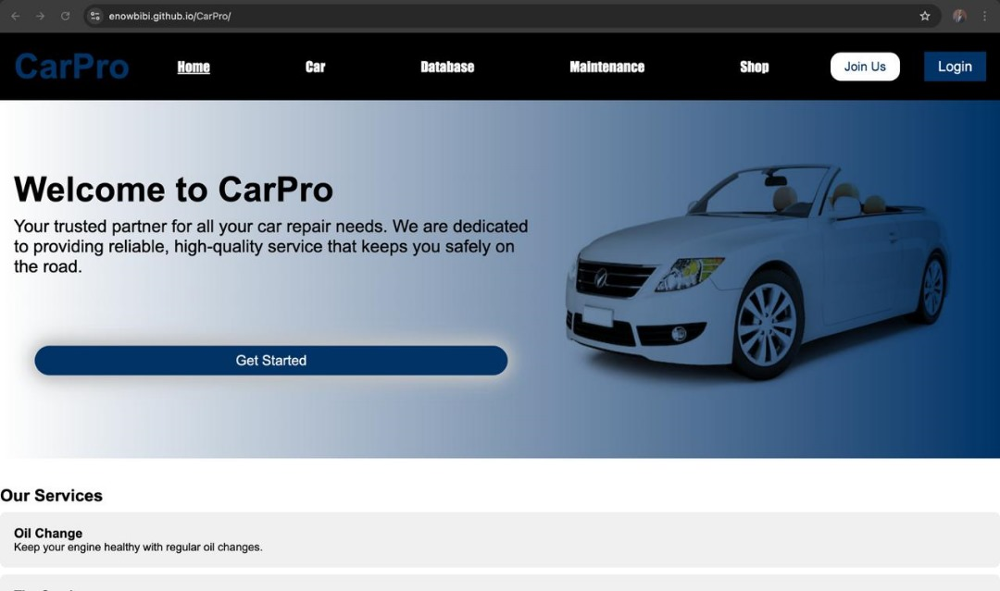 enowbibi.github.io/CarPro/
CarPro
Home
Car
Database
Maintenance
Shop
Join Us
Login
Welcome to CarPro
Your trusted partner for all your car repair needs. We are dedicated
to providing reliable, high-quality service that keeps you safely on
the road.
Get Started
Our Services
Oil Change
Keep your engine healthy with regular oil changes.